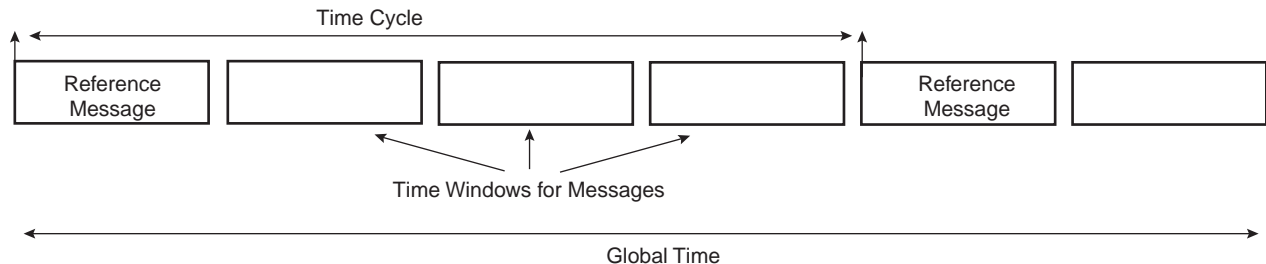 Time Cycle
Reference
Message
Reference
Message
Time Windows for Messages
Global Time